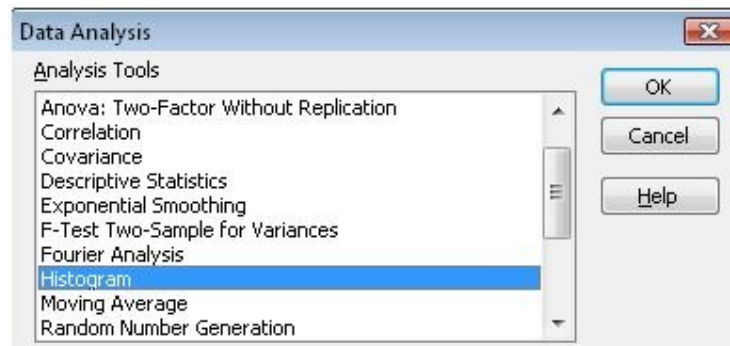 Data Analysis
Analysis Tools
Anova: Two-Factor Without Replication
Correlation
Covariance
Descriptive Statistics
Exponential Smoothing
F-Test Two-Sample for Variances
Fourier Analysis
Histogram
Moving Average
Random Number Generation
OK
Cancel
Help